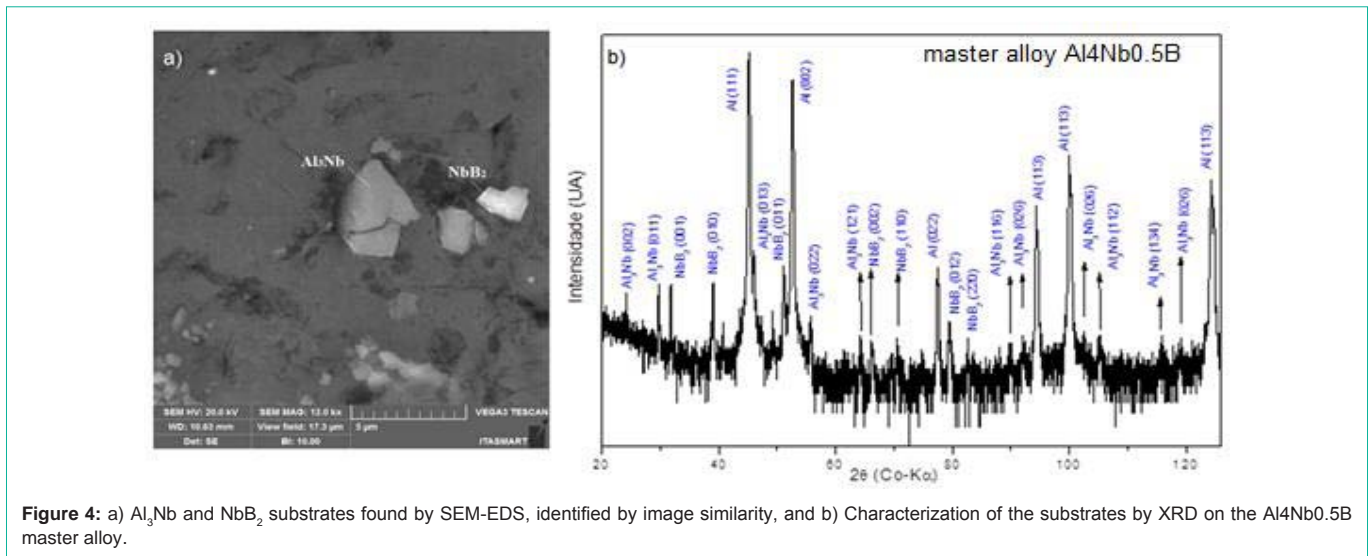 a)
Al₃Nb
NbB₂
SEM HV: 20.0 kV
SEM MAG: 12.0 kx
VEGA3 TESCAN
WD: 10.63 mm
View field: 17.3 µm
5 µm
Det: SE
BI: 10.00
ITASMART
b)
master alloy Al4Nb0.5B
Intensidade (UA)
Al₃Nb (002)
Al₃Nb (011)
NbB₂ (001)
NbB₂ (010)
Al (111)
Al₃Nb (013)
NbB₂ (011)
Al (002)
Al₃Nb (022)
Al₃Nb (121)
NbB₂ (002)
NbB₂ (110)
Al (022)
NbB₂ (012)
NbB₂ (220)
Al₃Nb (116)
Al₃Nb (026)
Al (113)
Al (113)
Al₃Nb (026)
Al₃Nb (112)
Al₃Nb (134)
Al₃Nb (026)
Al (113)
20
40
60
80
100
120
2θ (Co-Kα)
Figure 4: a) Al₃Nb and NbB₂ substrates found by SEM-EDS, identified by image similarity, and b) Characterization of the substrates by XRD on the Al4Nb0.5B
master alloy.